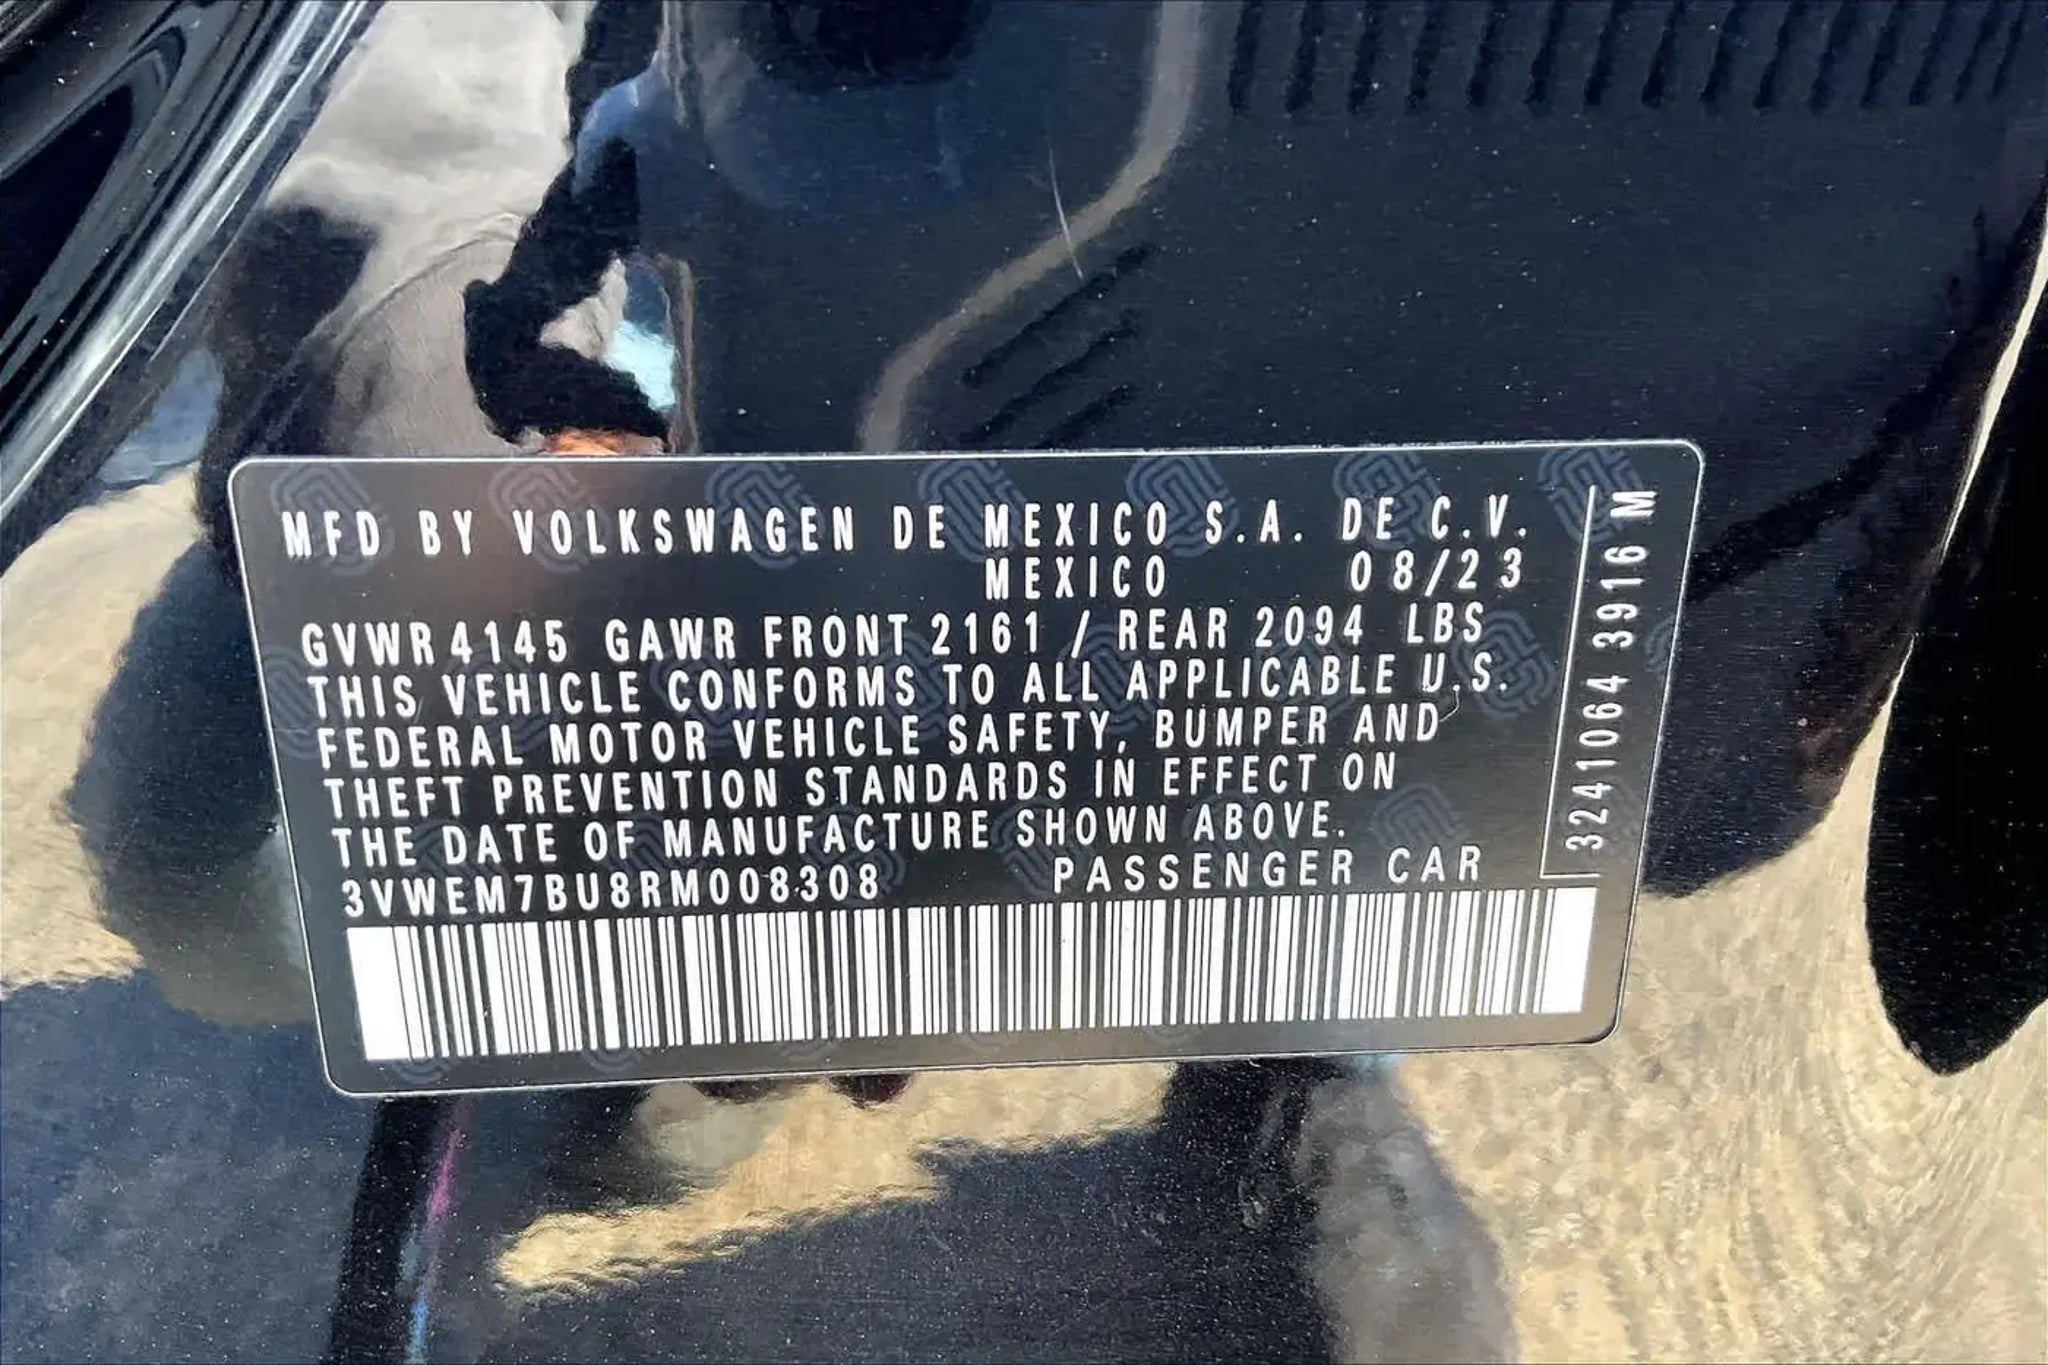 MFD BY VOLKSWAGEN DE MEXICO S.A. DE C.V.
MEXICO 08/23
GVWR 4145 GAWR FRONT 2161 / REAR 2094 LBS
THIS VEHICLE CONFORMS TO ALL APPLICABLE U.S.
FEDERAL MOTOR VEHICLE SAFETY, BUMPER AND
THEFT PREVENTION STANDARDS IN EFFECT ON
THE DATE OF MANUFACTURE SHOWN ABOVE.
3VWEM7BU8RM008308 PASSENGER CAR
3241064 3916 M